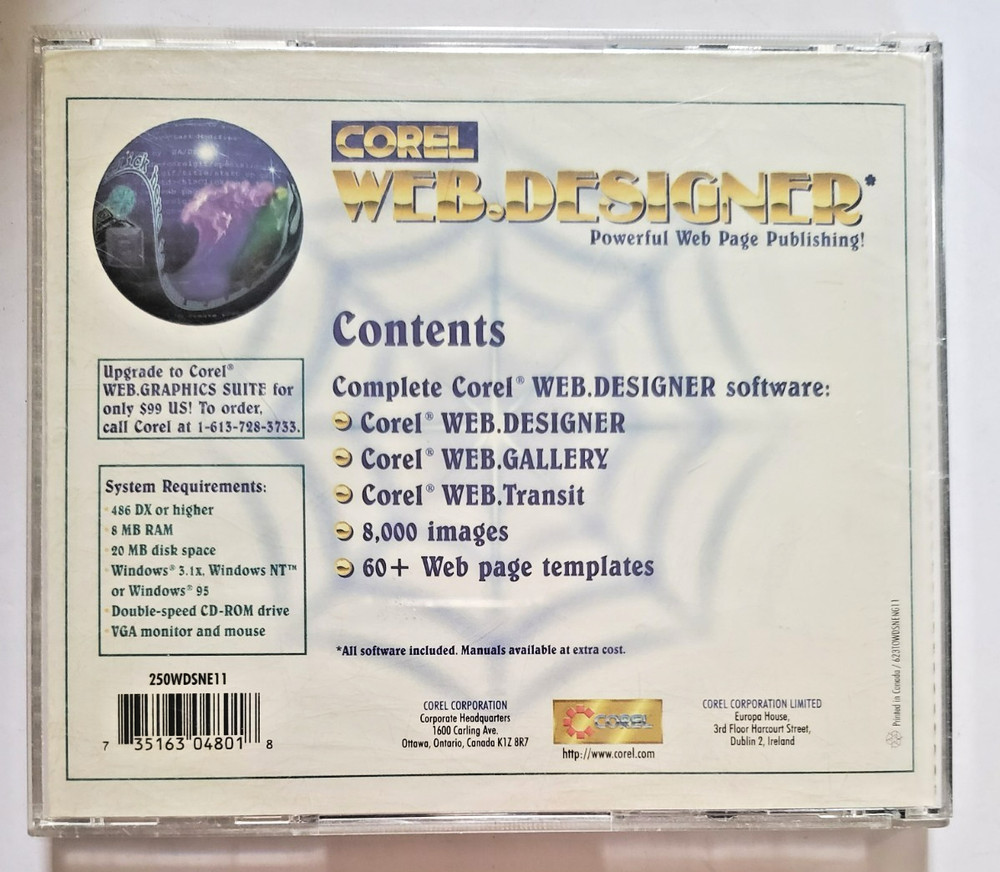 COREL
WEB.DESIGNER*
Powerful Web Page Publishing!
Contents
Complete Corel® WEB.DESIGNER software:
Corel® WEB.DESIGNER
Corel® WEB.GALLERY
Corel® WEB.Transit
8,000 images
60+ Web page templates
*All software included. Manuals available at extra cost.
Upgrade to Corel®
WEB.GRAPHICS SUITE for
only $99 US! To order,
call Corel at 1-613-728-3733.
System Requirements:
486 DX or higher
8 MB RAM
20 MB disk space
Windows® 3.1x, Windows NT™
or Windows® 95
Double-speed CD-ROM drive
VGA monitor and mouse
250WDSNE11
7 35163 04801 8
COREL CORPORATION
Corporate Headquarters
1600 Carling Ave.
Ottawa, Ontario, Canada K1Z 8R7
COREL
http://www.corel.com
COREL CORPORATION LIMITED
Europa House,
3rd Floor Harcourt Street,
Dublin 2, Ireland
Printed in Canada /